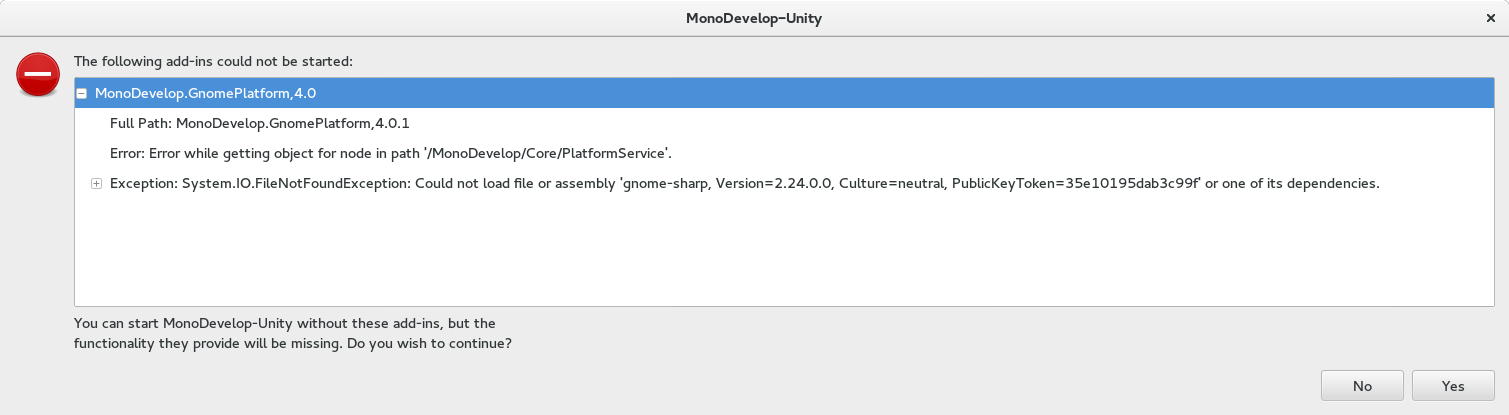 MonoDevelop-Unity
The following add-ins could not be started:
MonoDevelop.GnomePlatform,4.0
Full Path: MonoDevelop.GnomePlatform,4.0.1
Error: Error while getting object for node in path '/MonoDevelop/Core/PlatformService'.
Exception: System.IO.FileNotFoundException: Could not load file or assembly 'gnome-sharp, Version=2.24.0.0, Culture=neutral, PublicKeyToken=35e10195dab3c99f' or one of its dependencies.
You can start MonoDevelop-Unity without these add-ins, but the
functionality they provide will be missing. Do you wish to continue?
No Yes